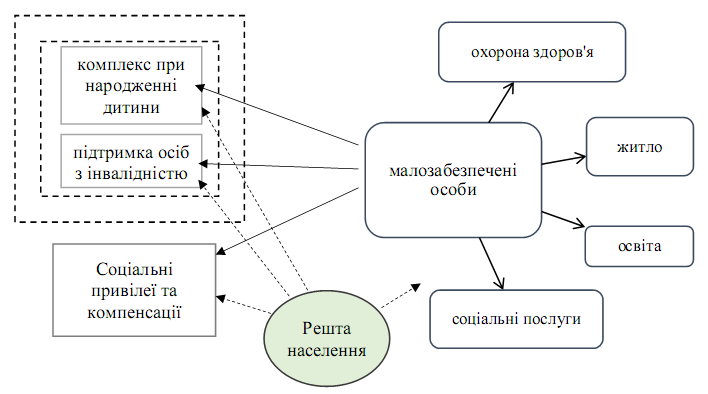 комплекс при
народженні
дитини
підтримка осіб
з інвалідністю
Соціальні
привілеї та
компенсації
Решта
населення
малозабезпечені
особи
охорона здоров'я
житло
освіта
соціальні послуги